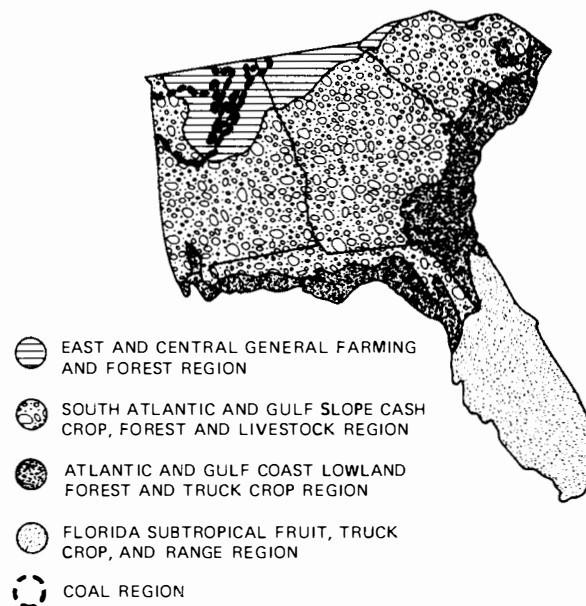 EAST AND CENTRAL GENERAL FARMING
AND FOREST REGION
SOUTH ATLANTIC AND GULF SLOPE CASH
CROP, FOREST AND LIVESTOCK REGION
ATLANTIC AND GULF COAST LOWLAND
FOREST AND TRUCK CROP REGION
FLORIDA SUBTROPICAL FRUIT, TRUCK
CROP, AND RANGE REGION
COAL REGION